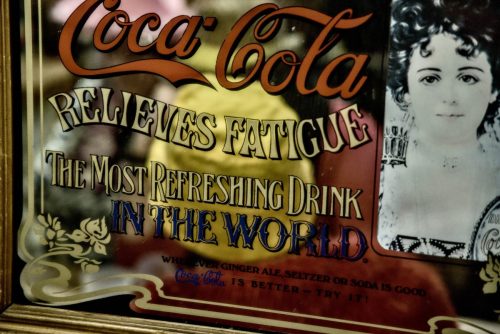 Coca-Cola
RELIEVES FATIGUE
THE MOST REFRESHING DRINK
IN THE WORLD.
WHEREVER GINGER ALE, SELTZER OR SODA IS GOOD
Coca-Cola IS BETTER – TRY IT!